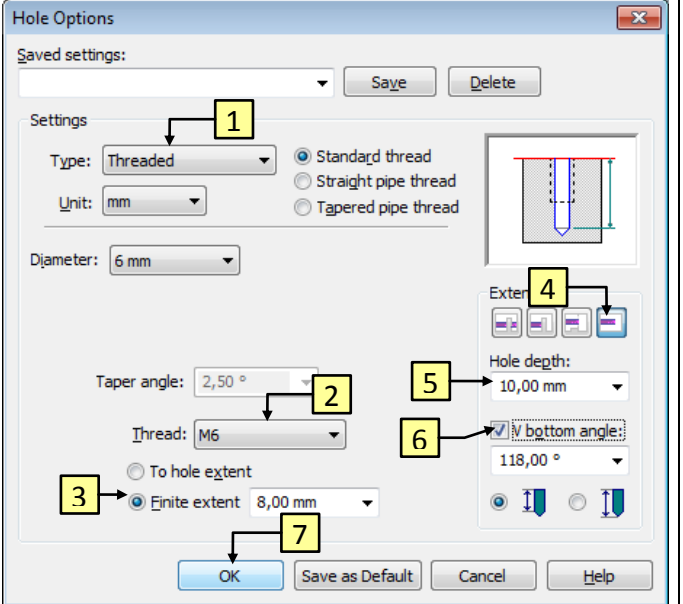 Hole Options
Saved settings:
Save
Delete
Settings
1
Type:
Threaded
Standard thread
Straight pipe thread
Unit:
mm
Tapered pipe thread
Diameter:
6 mm
4
Hole depth:
5
10,00 mm
Taper angle:
2,50 °
2
6
V bottom angle:
Thread:
M6
118,00 °
To hole extent
3
Finite extent
8,00 mm
7
OK
Save as Default
Cancel
Help